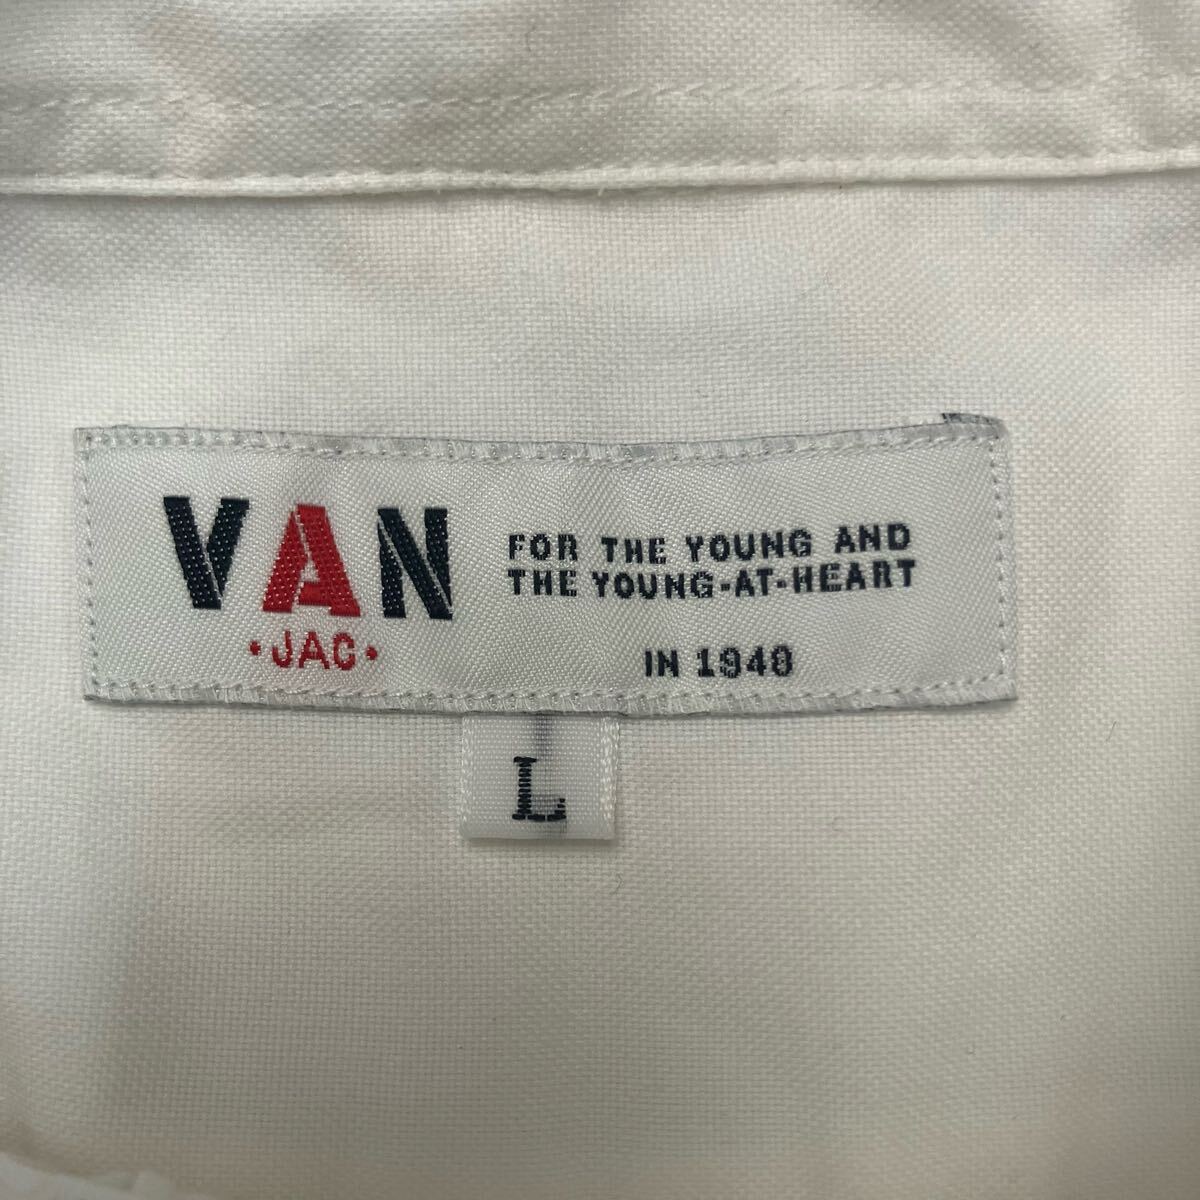 VAN
·JAC·
FOR THE YOUNG AND
THE YOUNG-AT-HEART
IN 1948
L